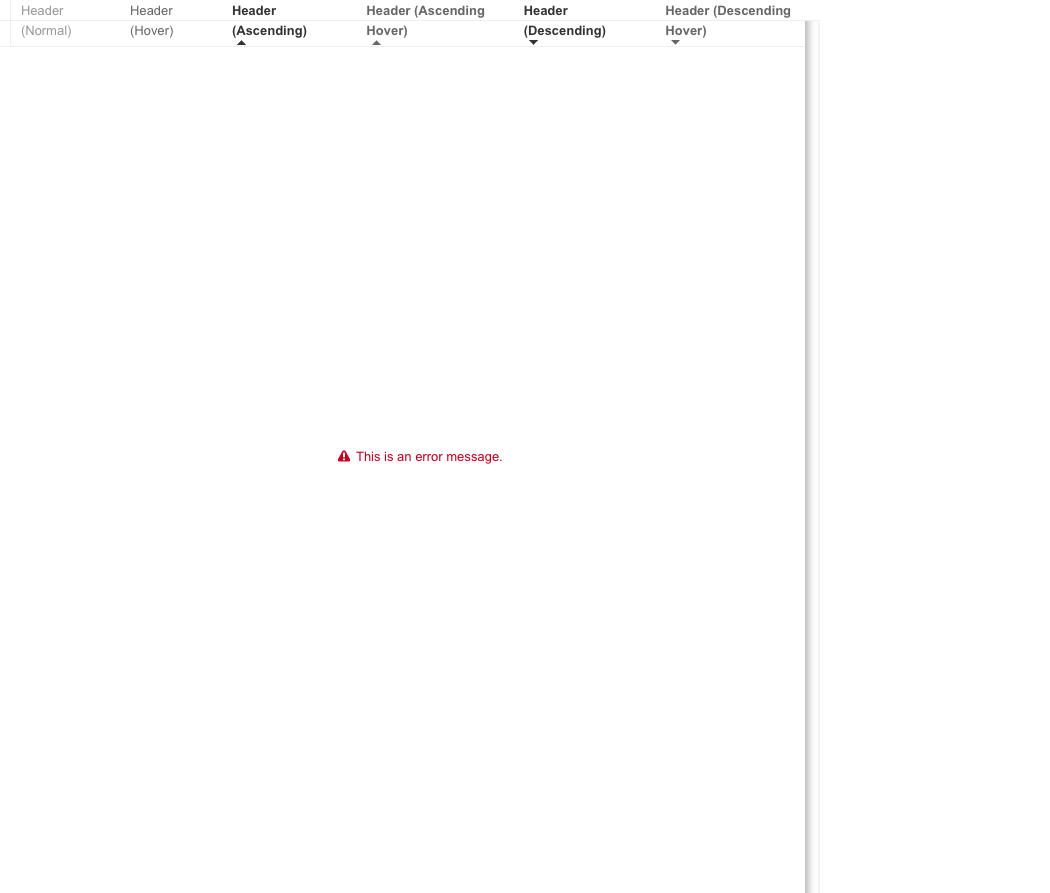 Header (Normal)
Header (Hover)
Header (Ascending)
Header (Ascending Hover)
Header (Descending)
Header (Descending Hover)
This is an error message.